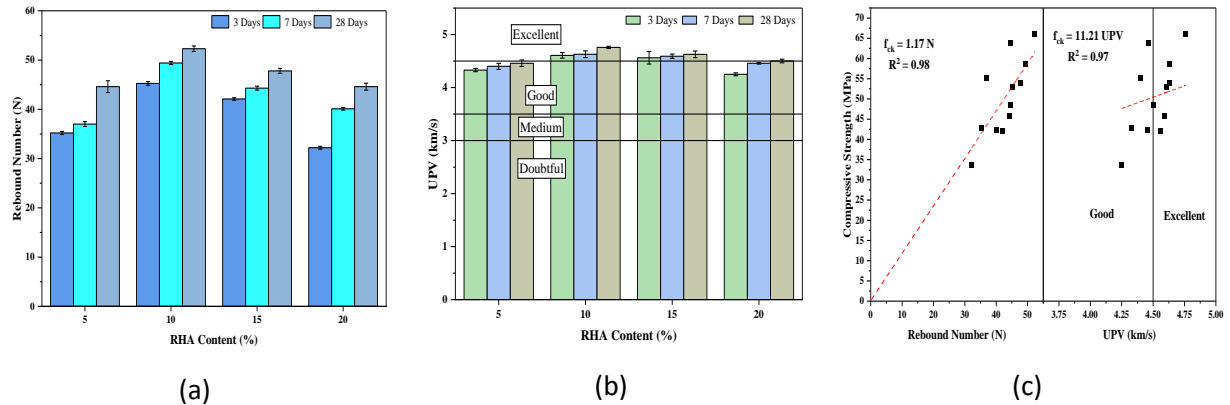 3 Days 7 Days 28 Days
60
50
40
30
20
10
0
Rebound Number (N)
5 10 15 20
RHA Content (%)
(a)
3 Days 7 Days 28 Days
5
4
3
2
1
0
UPV (km/s)
Excellent
Good
Medium
Doubtful
5 10 15 20
RHA Content (%)
(b)
75
70
65
60
55
50
45
40
35
30
25
20
15
10
5
0
Compressive Strength (MPa)
f_ck = 1.17 N
R² = 0.98
f_ck = 11.21 UPV
R² = 0.97
Good Excellent
0 10 20 30 40 50 3.75 4.00 4.25 4.50 4.75 5.00
Rebound Number (N) UPV (km/s)
(c)